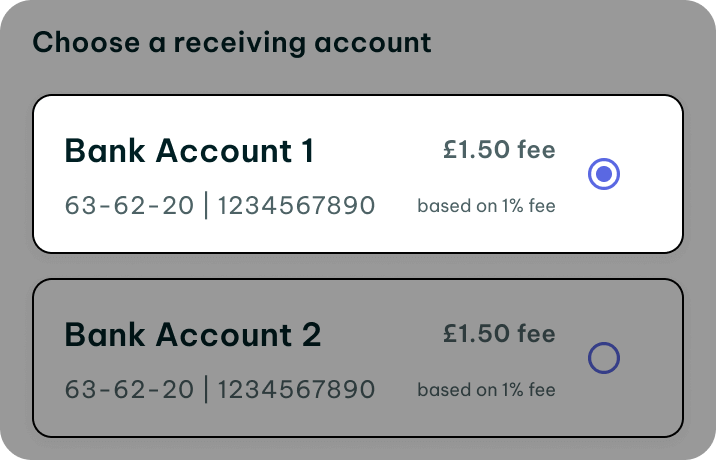 Choose a receiving account
Bank Account 1
£1.50 fee
63-62-20 | 1234567890
based on 1% fee
Bank Account 2
£1.50 fee
63-62-20 | 1234567890
based on 1% fee